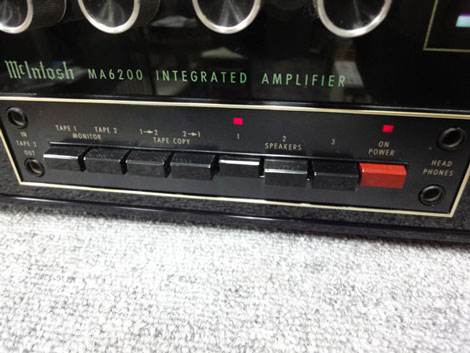 McIntosh MA6200 INTEGRATED AMPLIFIER
IN
TAPE 2
OUT
TAPE 1 TAPE 2
MONITOR
1→2 2→1
TAPE COPY
1 2 3
SPEAKERS
ON
POWER
HEAD
PHONES